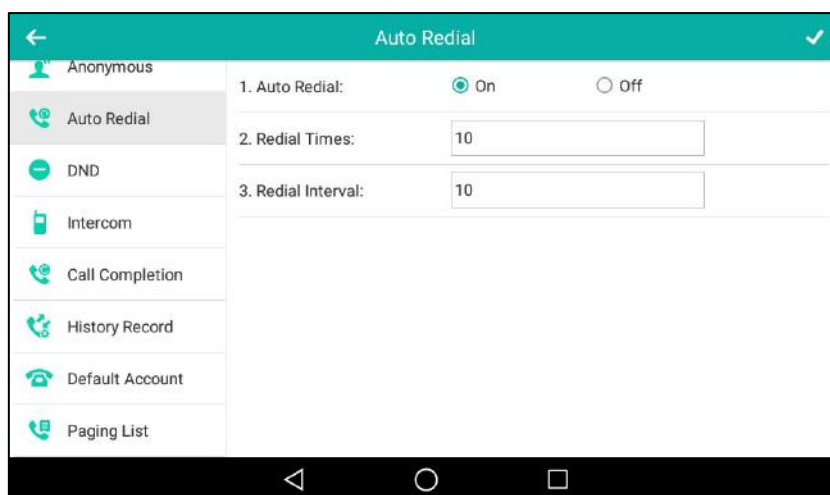 Auto Redial
Anonymous
Auto Redial
DND
Intercom
Call Completion
History Record
Default Account
Paging List
1. Auto Redial: On Off
2. Redial Times: 10
3. Redial Interval: 10